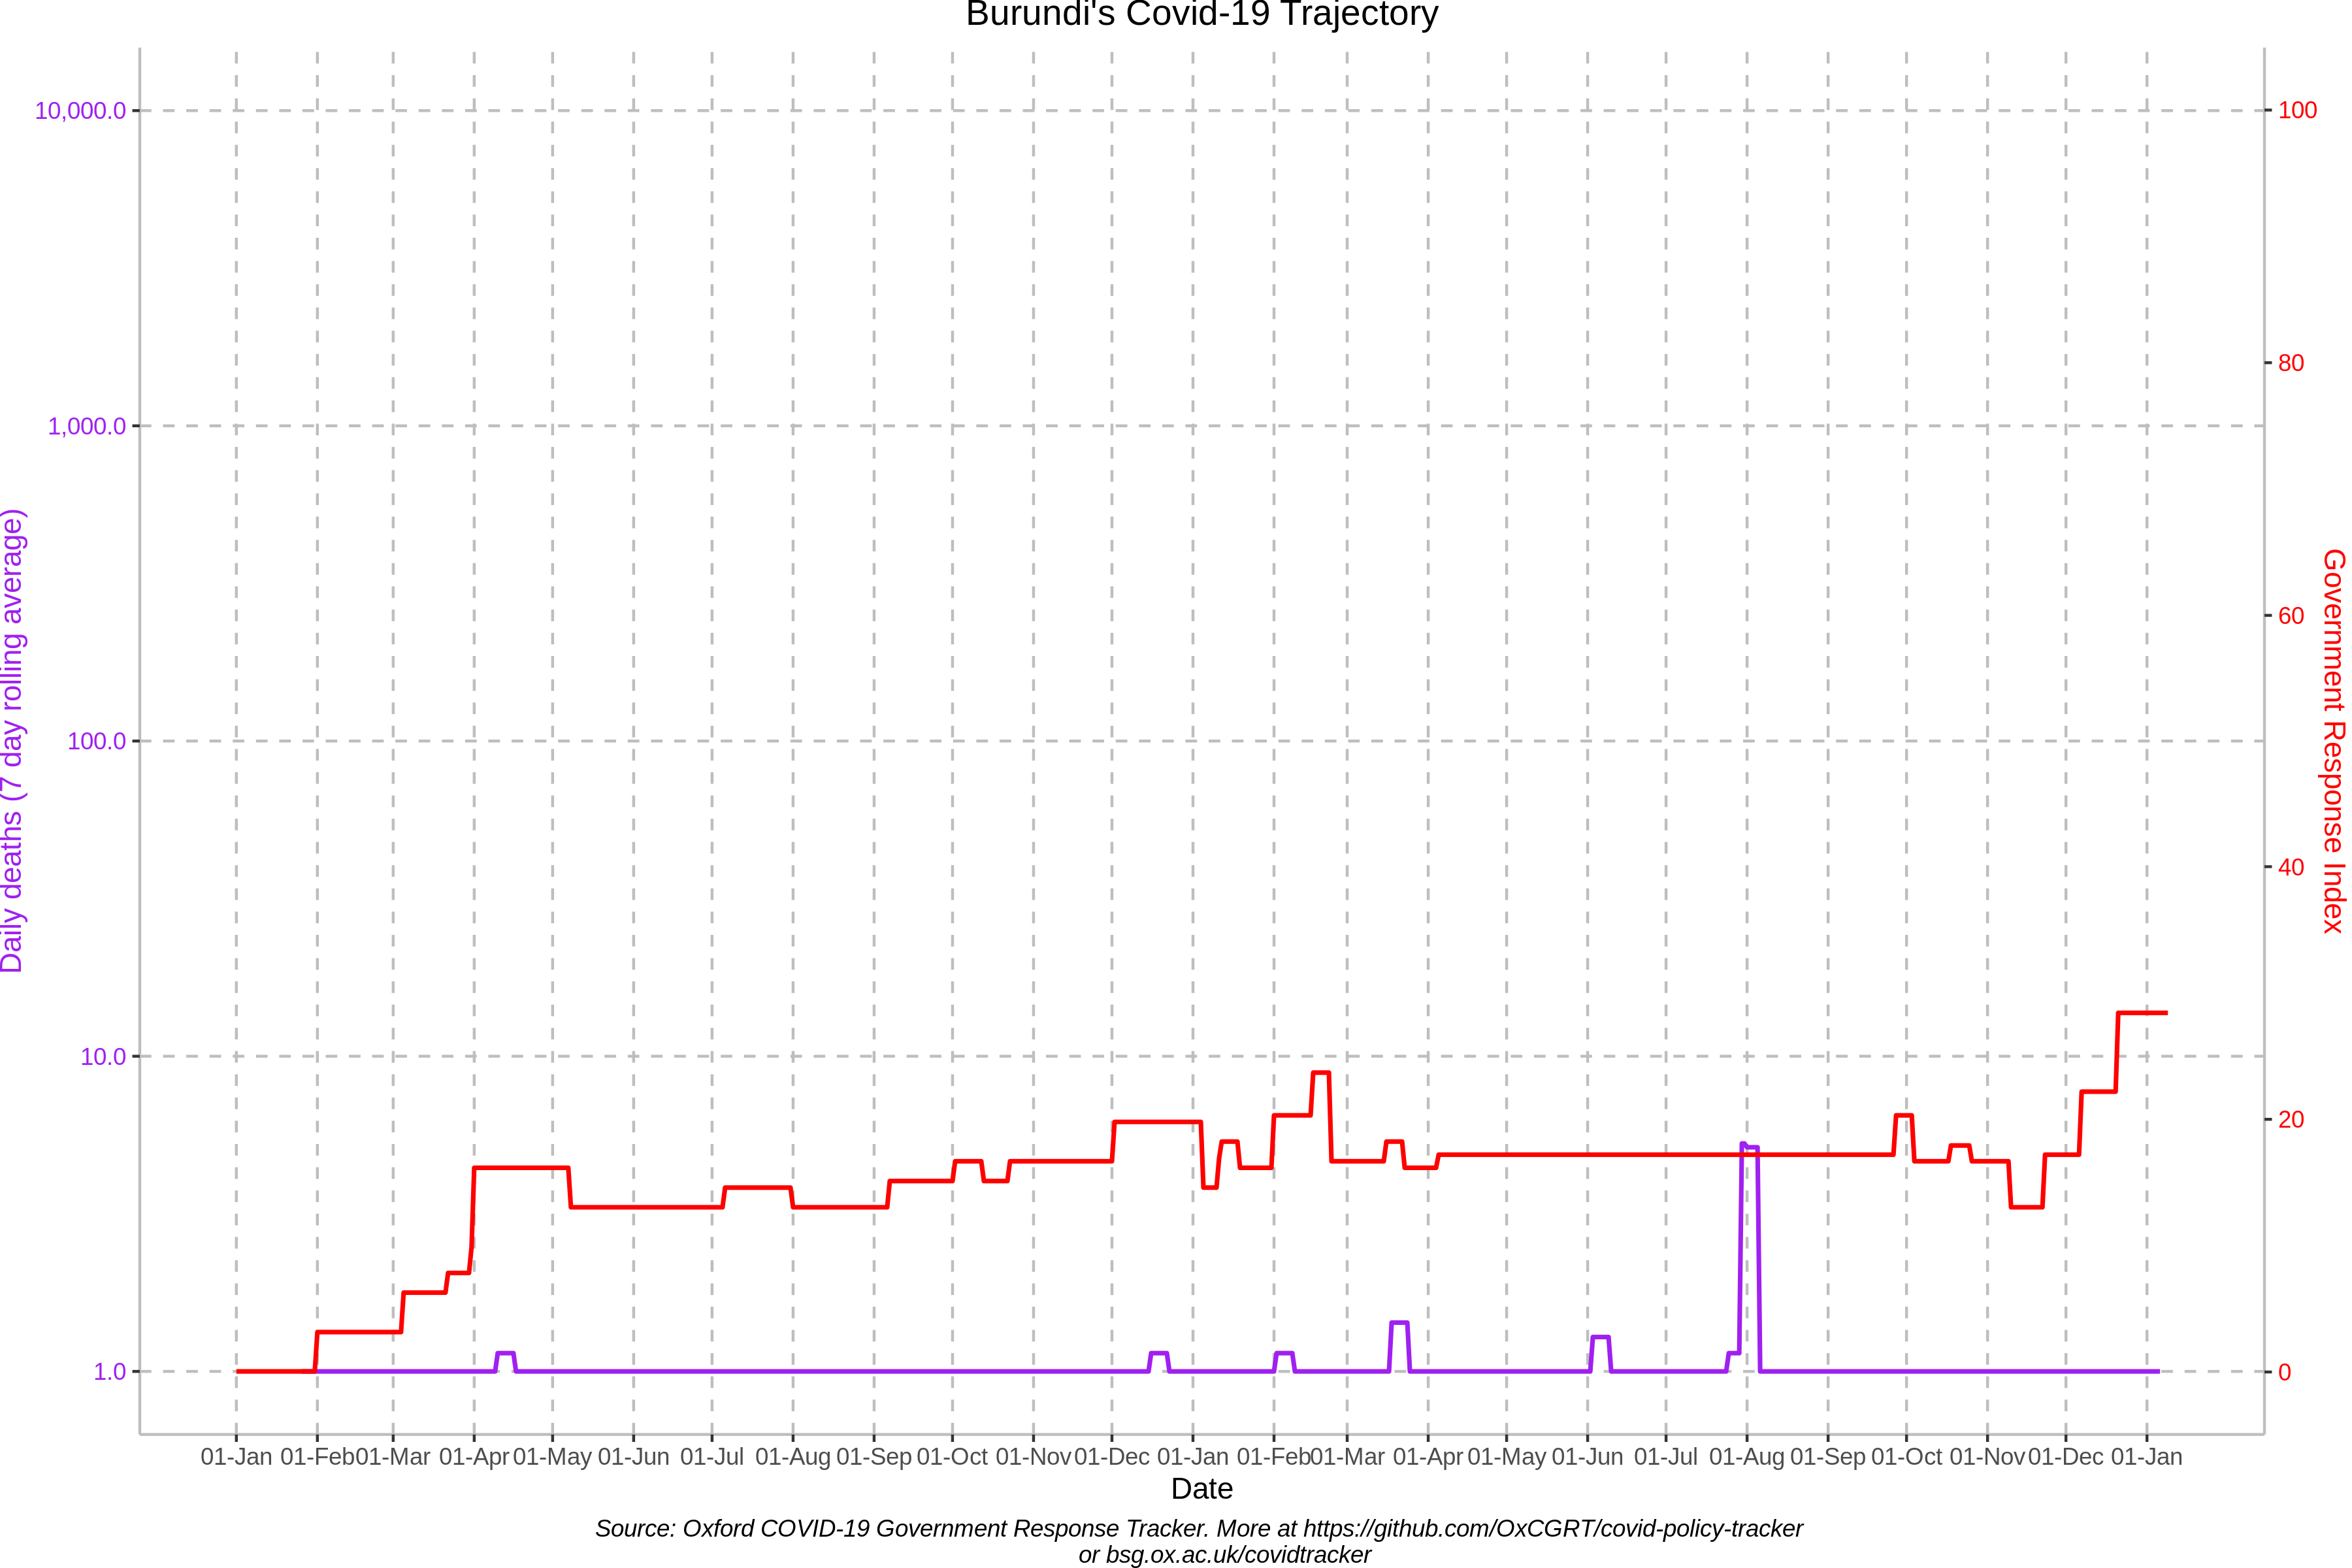 Burundi's Covid-19 Trajectory
Daily deaths (7 day rolling average)
10,000.0
1,000.0
100.0
10.0
1.0
100
80
60
40
20
0
Government Response Index
01-Jan 01-Feb 01-Mar 01-Apr 01-May 01-Jun 01-Jul 01-Aug 01-Sep 01-Oct 01-Nov 01-Dec 01-Jan 01-Feb 01-Mar 01-Apr 01-May 01-Jun 01-Jul 01-Aug 01-Sep 01-Oct 01-Nov 01-Dec 01-Jan
Date
Source: Oxford COVID-19 Government Response Tracker. More at https://github.com/OxCGRT/covid-policy-tracker
or bsg.ox.ac.uk/covidtracker